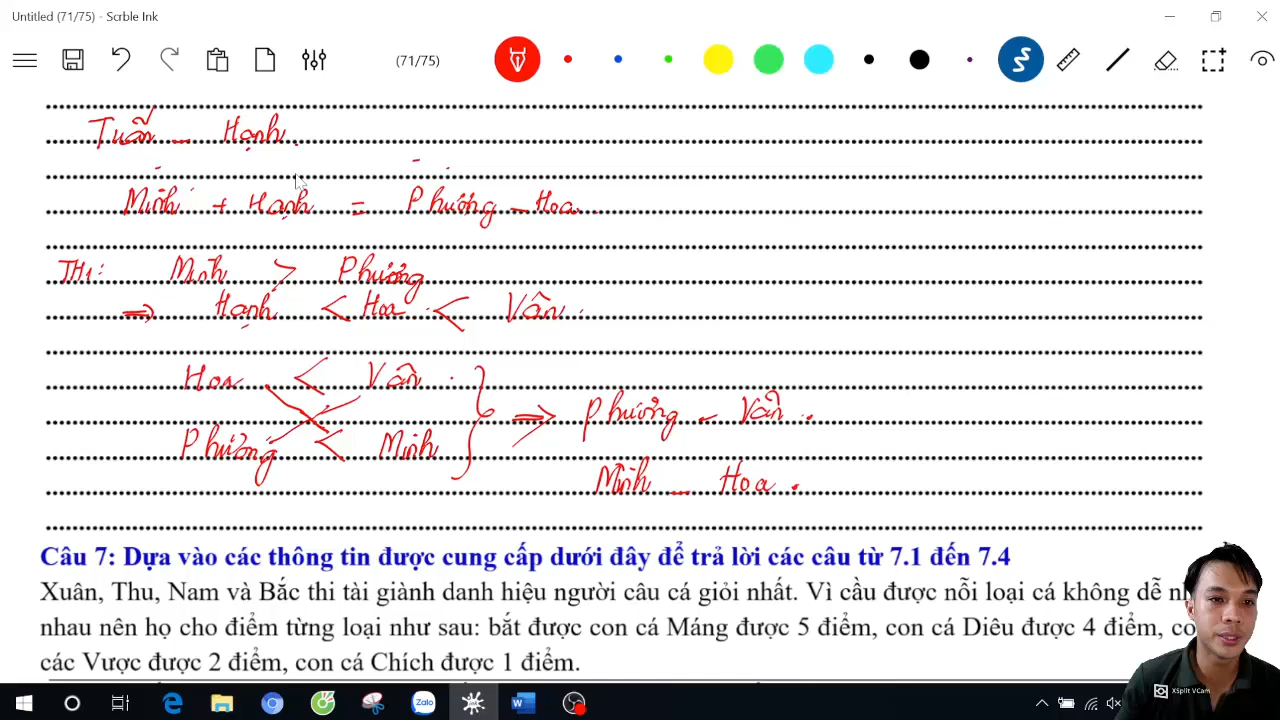 Untitled (71/75) - Scrble Ink
(71/75)
Tuấn - Hạnh.
Minh + Hạnh = Phương - Hoa.
TH1: Minh > Phương
⇒ Hạnh < Hoa < Vân.
Hoa < Vân
Phương < Minh
⇒ Phương - Vân.
Minh - Hoa.
Câu 7: Dựa vào các thông tin được cung cấp dưới đây để trả lời các câu từ 7.1 đến 7.4
Xuân, Thu, Nam và Bắc thi tài giành danh hiệu người câu cá giỏi nhất. Vì cầu được nỗi loại cá không dễ
nhau nên họ cho điểm từng loại như sau: bắt được con cá Máng được 5 điểm, con cá Diêu được 4 điểm,
các Vược được 2 điểm, con cá Chích được 1 điểm.
Zalo
XSplit VCam